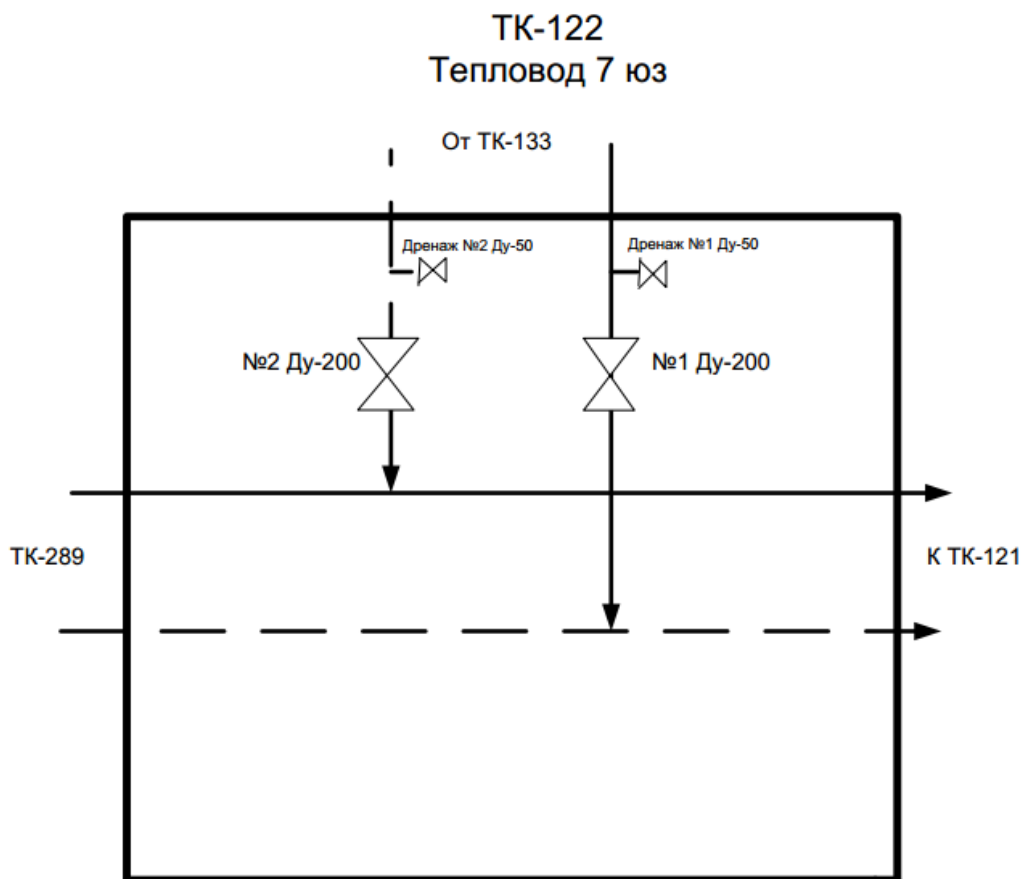 ТК-122
Тепловод 7 юз
От ТК-133
Дренаж №2 Ду-50
Дренаж №1 Ду-50
№2 Ду-200
№1 Ду-200
ТК-289
К ТК-121